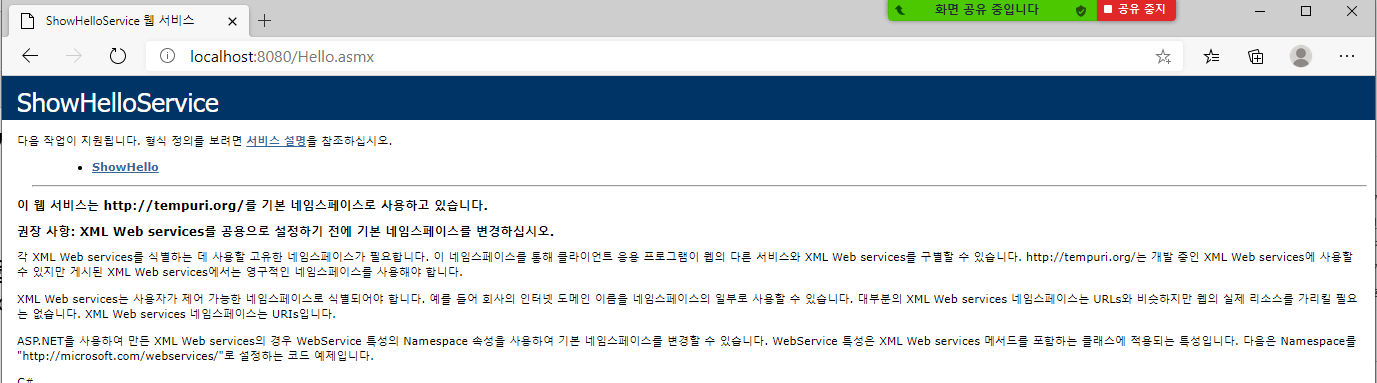 ShowHelloService 웹 서비스
화면 공유 중입니다
공유 중지
localhost:8080/Hello.asmx
ShowHelloService
다음 작업이 지원됩니다. 형식 정의를 보려면 서비스 설명을 참조하십시오.
ShowHello
이 웹 서비스는 http://tempuri.org/를 기본 네임스페이스로 사용하고 있습니다.
권장 사항: XML Web services를 공용으로 설정하기 전에 기본 네임스페이스를 변경하십시오.
각 XML Web services를 식별하는 데 사용할 고유한 네임스페이스가 필요합니다. 이 네임스페이스를 통해 클라이언트 응용 프로그램이 웹의 다른 서비스와 XML Web services를 구별할 수 있습니다. http://tempuri.org/는 개발 중인 XML Web services에 사용할
수 있지만 게시된 XML Web services에서는 영구적인 네임스페이스를 사용해야 합니다.
XML Web services는 사용자가 제어 가능한 네임스페이스로 식별되어야 합니다. 예를 들어 회사의 인터넷 도메인 이름을 네임스페이스의 일부로 사용할 수 있습니다. 대부분의 XML Web services 네임스페이스는 URLs와 비슷하지만 웹의 실제 리소스를 가리킬 필요
는 없습니다. XML Web services 네임스페이스는 URIs입니다.
ASP.NET을 사용하여 만든 XML Web services의 경우 WebService 특성의 Namespace 속성을 사용하여 기본 네임스페이스를 변경할 수 있습니다. WebService 특성은 XML Web services 메서드를 포함하는 클래스에 적용되는 특성입니다. 다음은 Namespace를
"http://microsoft.com/webservices/"로 설정하는 코드 예제입니다.
C#